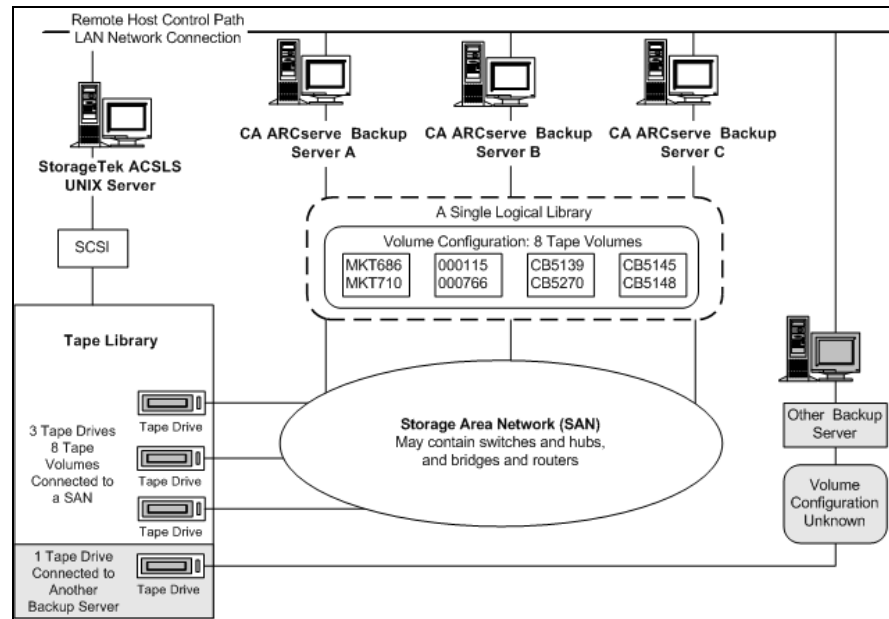 Remote Host Control Path
LAN Network Connection
StorageTek ACSLS
UNIX Server
CA ARCserve Backup
Server A
CA ARCserve Backup
Server B
CA ARCserve Backup
Server C
A Single Logical Library
Volume Configuration: 8 Tape Volumes
MKT686
MKT710
000115
000766
CB5139
CB5270
CB5145
CB5148
SCSI
Tape Library
3 Tape Drives
8 Tape
Volumes
Connected to
a SAN
Tape Drive
Tape Drive
Tape Drive
1 Tape Drive
Connected to
Another
Backup Server
Tape Drive
Storage Area Network (SAN)
May contain switches and hubs,
and bridges and routers
Other Backup
Server
Volume
Configuration
Unknown